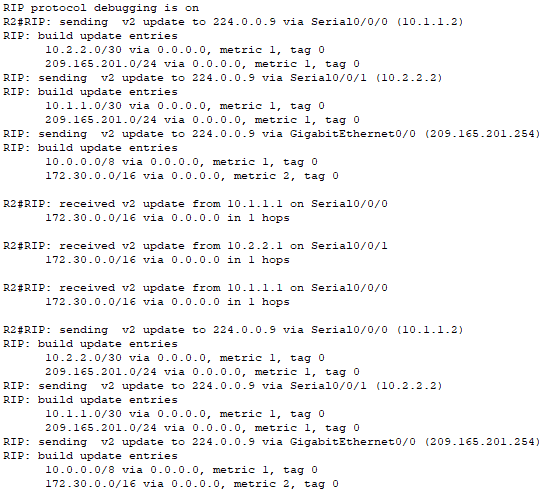 RIP protocol debugging is on
R2#RIP: sending  v2 update to 224.0.0.9 via Serial0/0/0 (10.1.1.2)
RIP: build update entries
      10.2.2.0/30 via 0.0.0.0, metric 1, tag 0
      209.165.201.0/24 via 0.0.0.0, metric 1, tag 0
RIP: sending  v2 update to 224.0.0.9 via Serial0/0/1 (10.2.2.2)
RIP: build update entries
      10.1.1.0/30 via 0.0.0.0, metric 1, tag 0
      209.165.201.0/24 via 0.0.0.0, metric 1, tag 0
RIP: sending  v2 update to 224.0.0.9 via GigabitEthernet0/0 (209.165.201.254)
RIP: build update entries
      10.0.0.0/8 via 0.0.0.0, metric 1, tag 0
      172.30.0.0/16 via 0.0.0.0, metric 2, tag 0
R2#RIP: received v2 update from 10.1.1.1 on Serial0/0/0
      172.30.0.0/16 via 0.0.0.0 in 1 hops
R2#RIP: received v2 update from 10.2.2.1 on Serial0/0/1
      172.30.0.0/16 via 0.0.0.0 in 1 hops
R2#RIP: received v2 update from 10.1.1.1 on Serial0/0/0
      172.30.0.0/16 via 0.0.0.0 in 1 hops
R2#RIP: sending  v2 update to 224.0.0.9 via Serial0/0/0 (10.1.1.2)
RIP: build update entries
      10.2.2.0/30 via 0.0.0.0, metric 1, tag 0
      209.165.201.0/24 via 0.0.0.0, metric 1, tag 0
RIP: sending  v2 update to 224.0.0.9 via Serial0/0/1 (10.2.2.2)
RIP: build update entries
      10.1.1.0/30 via 0.0.0.0, metric 1, tag 0
      209.165.201.0/24 via 0.0.0.0, metric 1, tag 0
RIP: sending  v2 update to 224.0.0.9 via GigabitEthernet0/0 (209.165.201.254)
RIP: build update entries
      10.0.0.0/8 via 0.0.0.0, metric 1, tag 0
      172.30.0.0/16 via 0.0.0.0, metric 2, tag 0